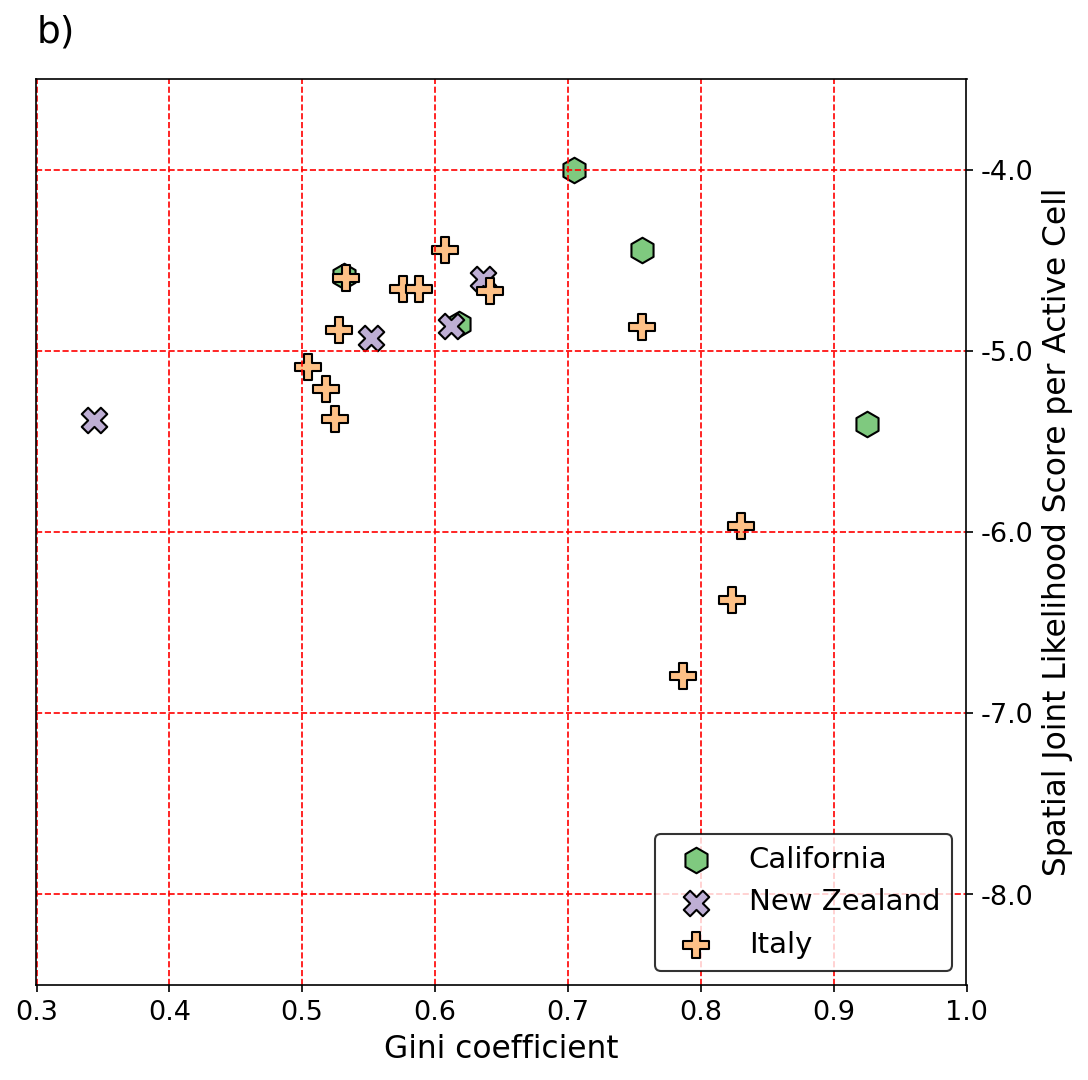 b)
-4.0
-5.0
-6.0
-7.0
-8.0
Spatial Joint Likelihood Score per Active Cell
California
New Zealand
Italy
0.3 0.4 0.5 0.6 0.7 0.8 0.9 1.0
Gini coefficient